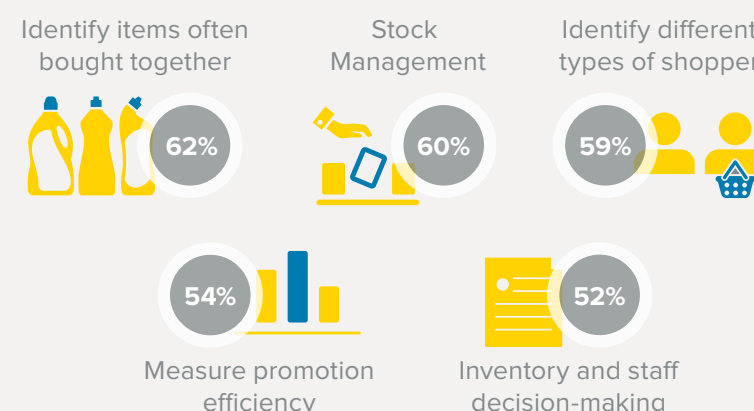 Identify items often
bought together
62%
Stock
Management
60%
Identify different
types of shopper
59%
54%
Measure promotion
efficiency
52%
Inventory and staff
decision-making